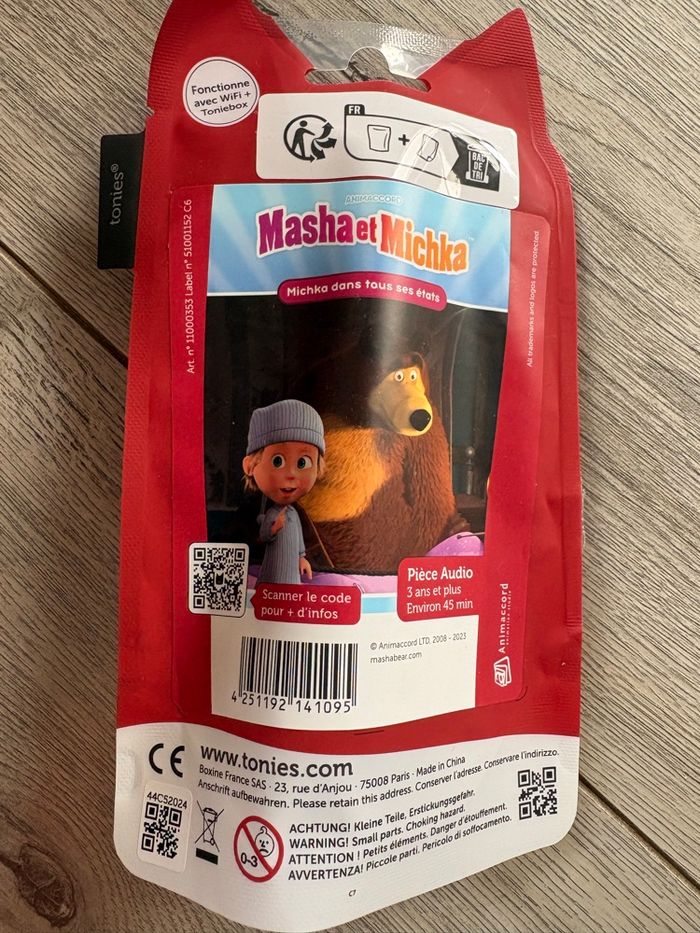 Fonctionne
avec WiFi +
Toniebox
FR
+
BAC
DE
TRI
tonies®
Art. n° 11000353 Label n° 51001152 C6
ANIMACCORD
Masha et Michka
Michka dans tous ses états
All trademarks and logos are protected.
Scanner le code
pour + d'infos
Pièce Audio
3 ans et plus
Environ 45 min
© Animaccord LTD. 2008 - 2023
mashabear.com
Animaccord
animation studio
4 251192 141095
CE
www.tonies.com
Boxine France SAS · 23, rue d'Anjou · 75008 Paris · Made in China
Anschrift aufbewahren. Please retain this address. Conserver l'adresse. Conservare l'indirizzo.
44C52024
0-3
ACHTUNG! Kleine Teile. Erstickungsgefahr.
WARNING! Small parts. Choking hazard.
ATTENTION ! Petits éléments. Danger d'étouffement.
AVVERTENZA! Piccole parti. Pericolo di soffocamento.
C7